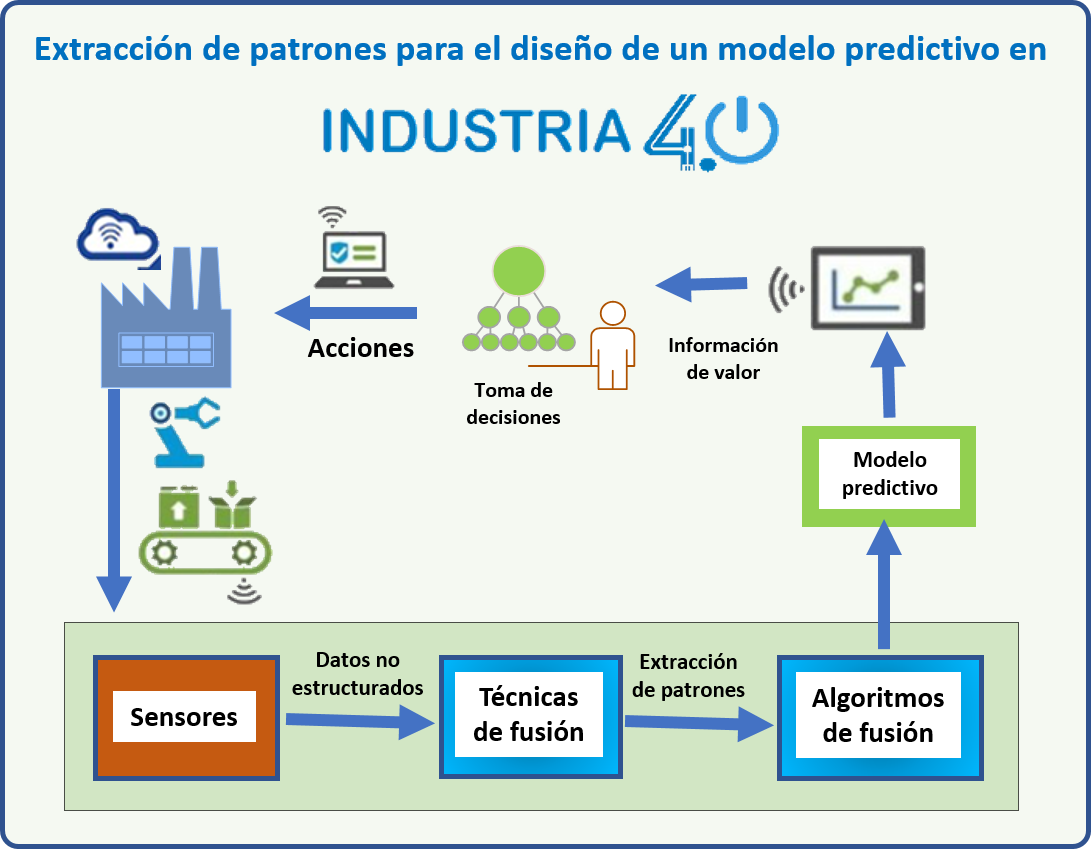 Extracción de patrones para el diseño de un modelo predictivo en
INDUSTRIA 4.0
Acciones
Toma de
decisiones
Información
de valor
Modelo
predictivo
Sensores
Datos no
estructurados
Técnicas
de fusión
Extracción
de patrones
Algoritmos
de fusión